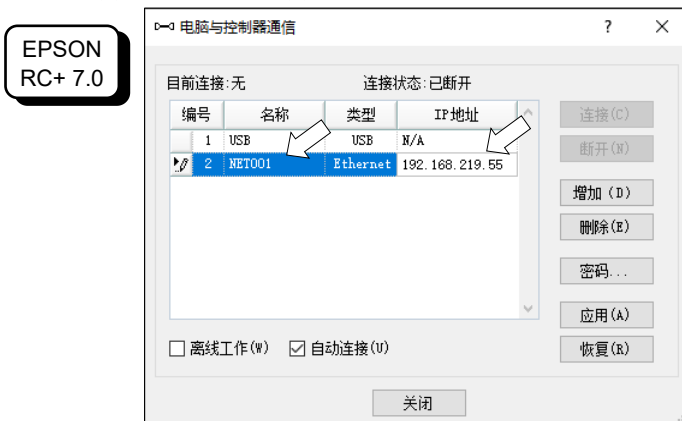 EPSON
RC+ 7.0
电脑与控制器通信 ?
目前连接:无 连接状态:已断开
编号 名称 类型 IP地址
1 USB USB N/A
2 NET001 Ethernet 192.168.219.55
连接(C)
断开(N)
增加 (D)
删除(E)
密码...
应用(A)
恢复(R)
离线工作(W) 自动连接(U)
关闭